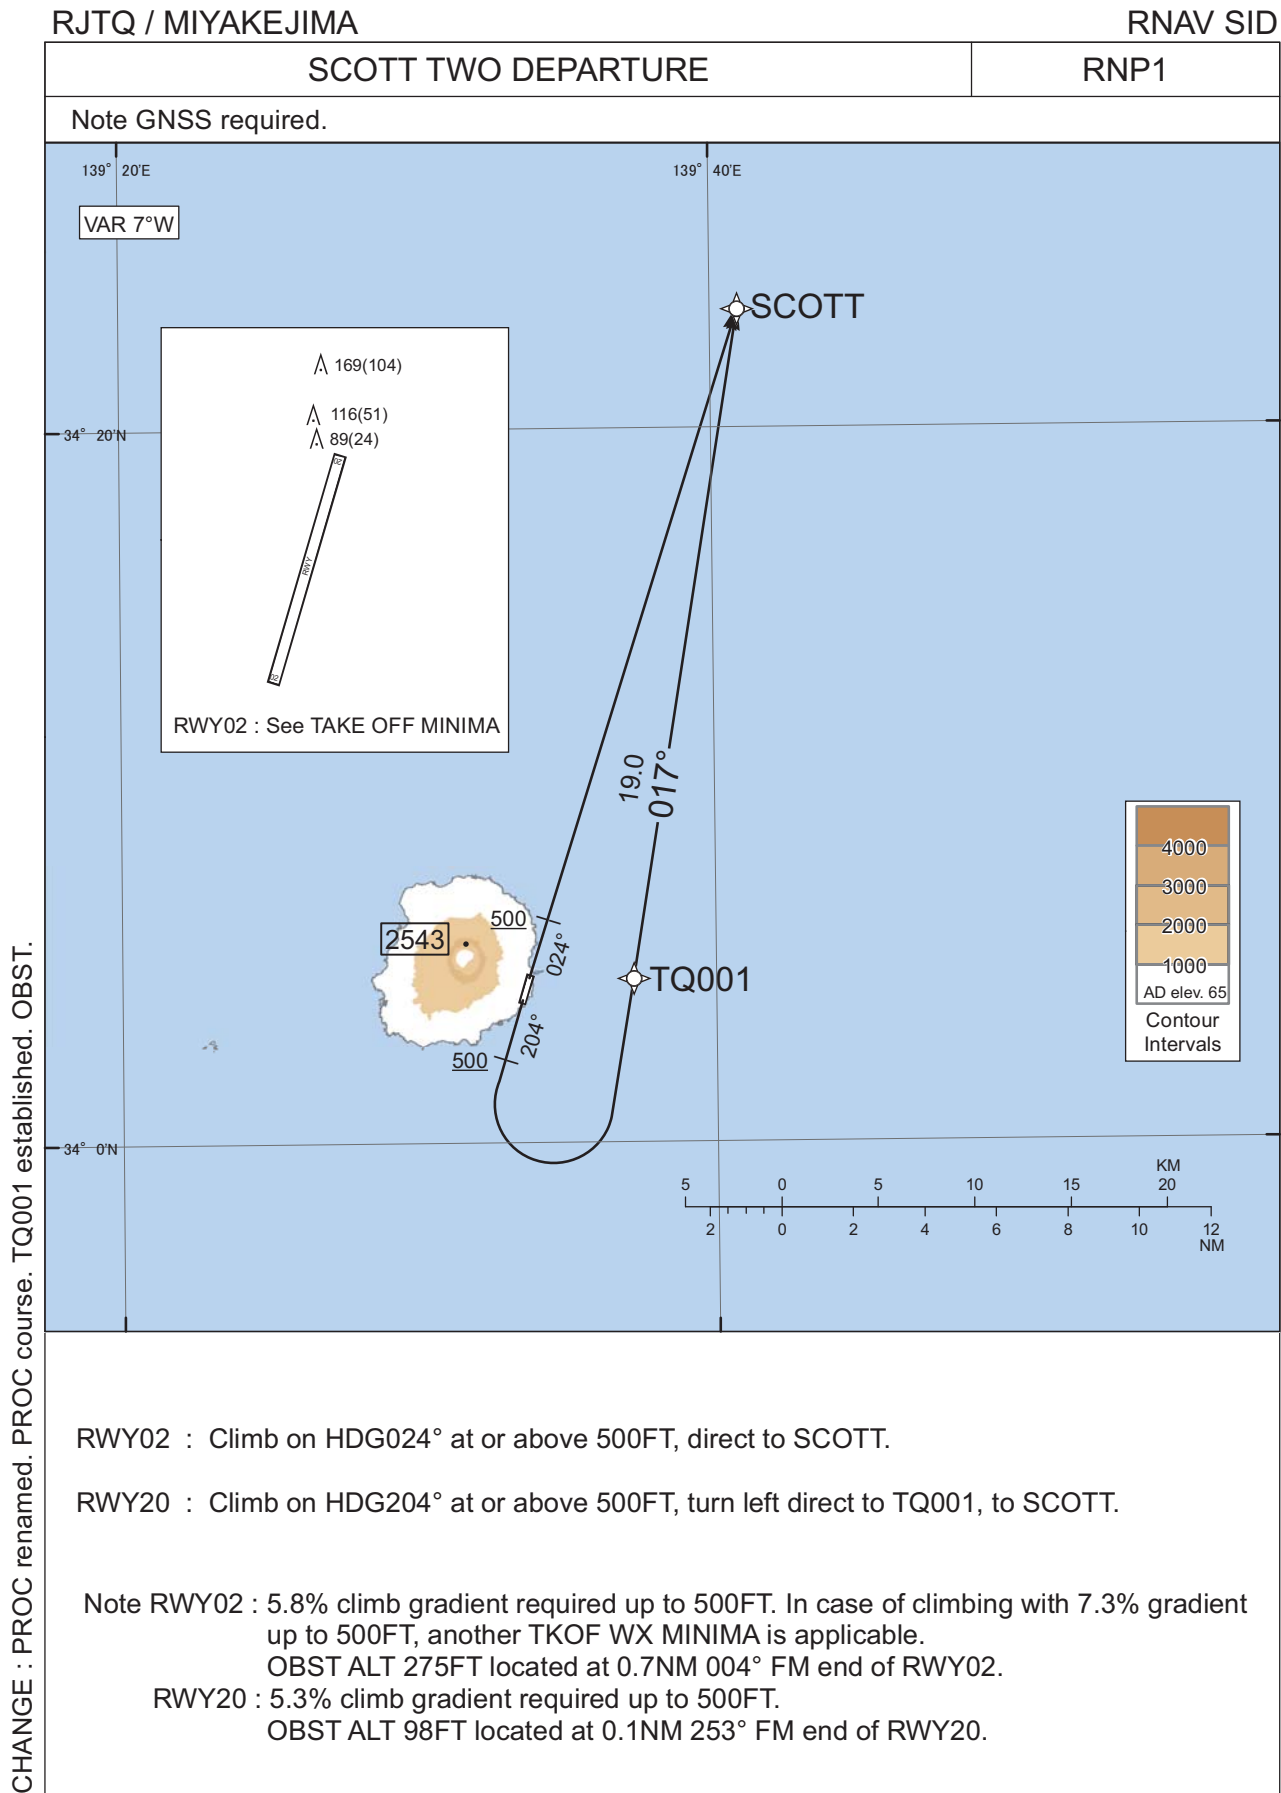 RJTQ / MIYAKEJIMA
RNAV SID
SCOTT TWO DEPARTURE
RNP1
Note GNSS required.
139° 20'E
139° 40'E
VAR 7°W
SCOTT
169(104)
116(51)
89(24)
34° 20'N
02
RWY
02
RWY02 : See TAKE OFF MINIMA
19.0
017°
4000
3000
2000
1000
AD elev. 65
Contour
Intervals
500
2543
024°
TQ001
204°
500
34° 0'N
KM
5 0 5 10 15 20
2 0 2 4 6 8 10 12
NM
RWY02 : Climb on HDG024° at or above 500FT, direct to SCOTT.
RWY20 : Climb on HDG204° at or above 500FT, turn left direct to TQ001, to SCOTT.
Note RWY02 : 5.8% climb gradient required up to 500FT. In case of climbing with 7.3% gradient
up to 500FT, another TKOF WX MINIMA is applicable.
OBST ALT 275FT located at 0.7NM 004° FM end of RWY02.
RWY20 : 5.3% climb gradient required up to 500FT.
OBST ALT 98FT located at 0.1NM 253° FM end of RWY20.
CHANGE : PROC renamed. PROC course. TQ001 established. OBST.